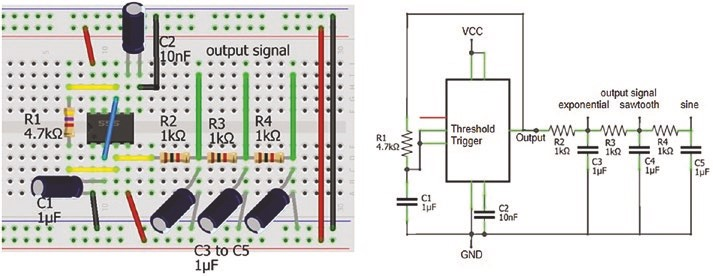 C2
10nF
output signal
R1
4.7kΩ
555
R2
1kΩ
R3
1kΩ
R4
1kΩ
C1
1µF
C3 to C5
1µF
VCC
R1
4.7kΩ
Threshold
Trigger
Output
output signal
exponential
sawtooth
sine
R2
1kΩ
R3
1kΩ
R4
1kΩ
C3
1µF
C4
1µF
C5
1µF
C1
1µF
C2
10nF
GND